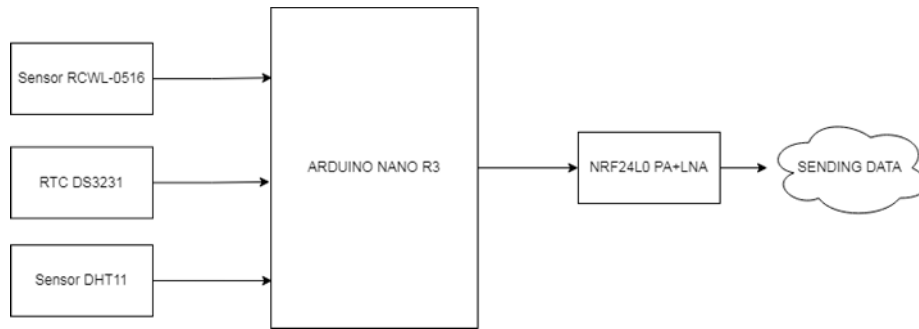 Sensor RCWL-0516
RTC DS3231
Sensor DHT11
ARDUINO NANO R3
NRF24L0 PA+LNA
SENDING DATA